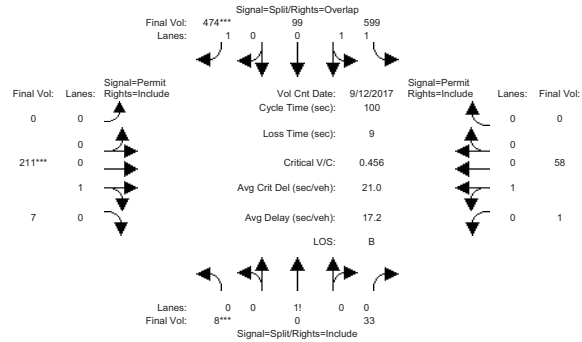 Signal=Split/Rights=Overlap
Final Vol: 474*** 99 599
Lanes: 1 0 0 1 1
Signal=Permit Signal=Permit
Final Vol: Lanes: Rights=Include Vol Cnt Date: 9/12/2017 Rights=Include Lanes: Final Vol:
Cycle Time (sec): 100
0 0 0 0
Loss Time (sec): 9
0 0
211*** 0 Critical V/C: 0.456 0 58
1 Avg Crit Del (sec/veh): 21.0 1
7 0 Avg Delay (sec/veh): 17.2 0 1
LOS: B
Lanes: 0 0 1! 0 0
Final Vol: 8*** 0 33
Signal=Split/Rights=Include